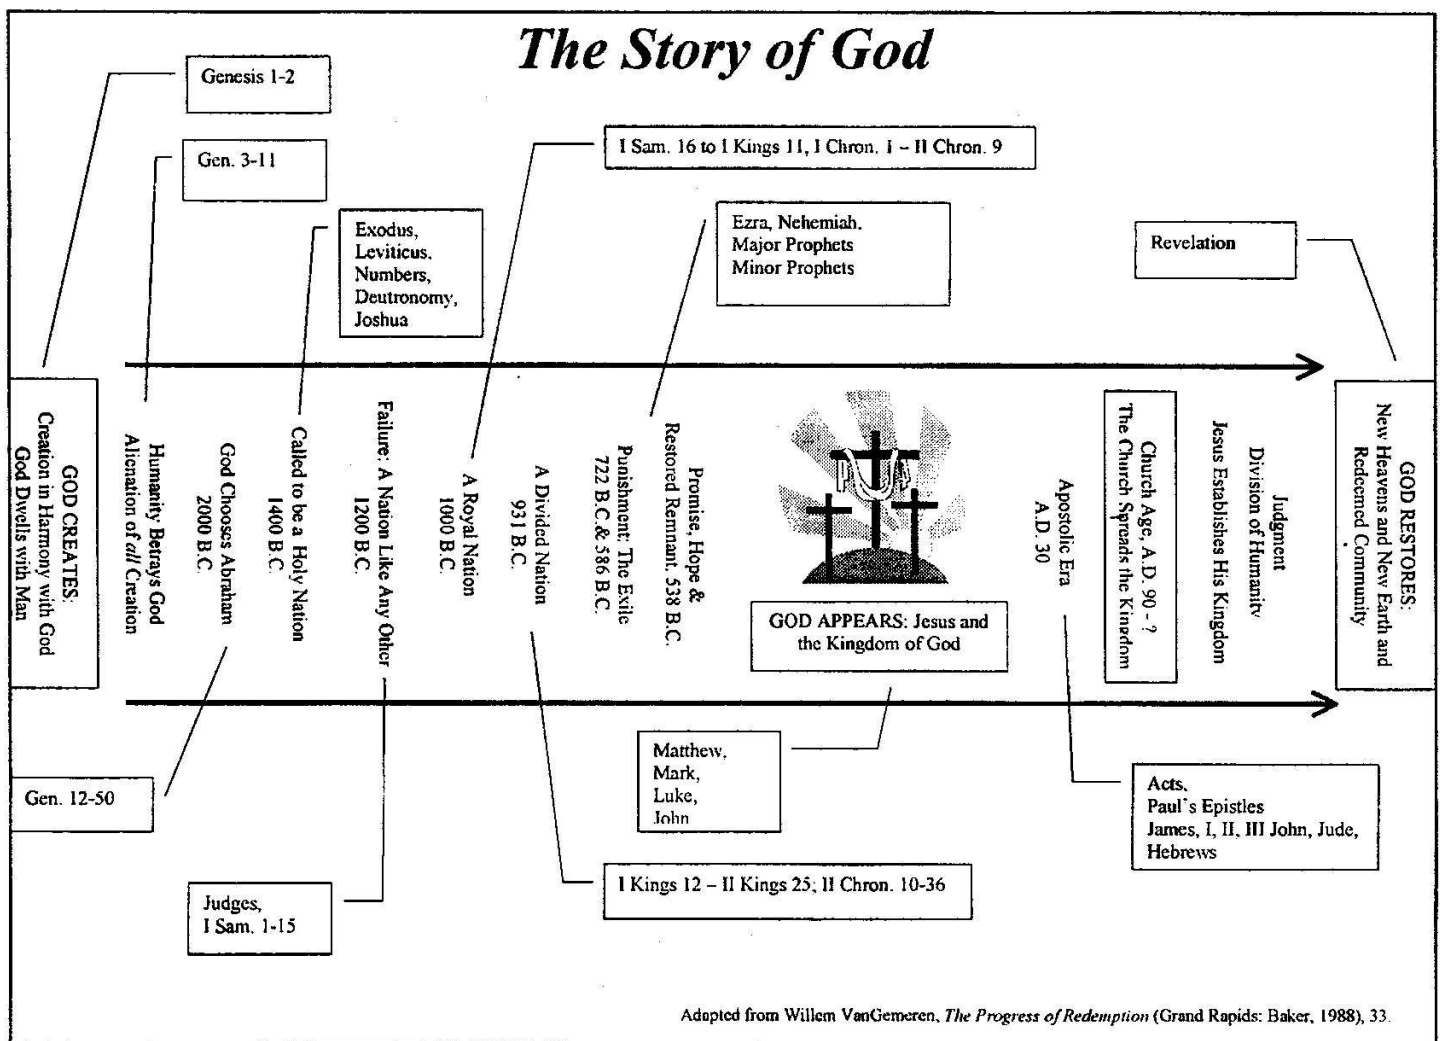 The Story of God
Genesis 1-2
Gen. 3-11
Exodus,
Leviticus,
Numbers,
Deutronomy,
Joshua
I Sam. 16 to I Kings 11, I Chron. 1 – II Chron. 9
Ezra, Nehemiah,
Major Prophets
Minor Prophets
Revelation
GOD CREATES:
Creation in Harmony with God
God Dwells with Man
Humanity Betrays God
Alienation of all Creation
God Chooses Abraham
2000 B.C.
Called to be a Holy Nation
1400 B.C.
Failure: A Nation Like Any Other
1200 B.C.
A Royal Nation
1000 B.C.
A Divided Nation
931 B.C.
Punishment: The Exile
722 B.C.& 586 B.C.
Promise, Hope &
Restored Remnant. 538 B.C.
GOD APPEARS: Jesus and
the Kingdom of God
Apostolic Era
A.D. 30
Church Age, A.D. 90 - ?
The Church Spreads the Kingdom
Jesus Establishes His Kingdom
Division of Humanity
Judgment
GOD RESTORES:
New Heavens and New Earth and
Redeemed Community
Gen. 12-50
Judges,
I Sam. 1-15
Matthew,
Mark,
Luke,
John
I Kings 12 – II Kings 25; II Chron. 10-36
Acts,
Paul's Epistles
James, I, II, III John, Jude,
Hebrews
Adapted from Willem VanGemeren, The Progress of Redemption (Grand Rapids: Baker, 1988), 33.